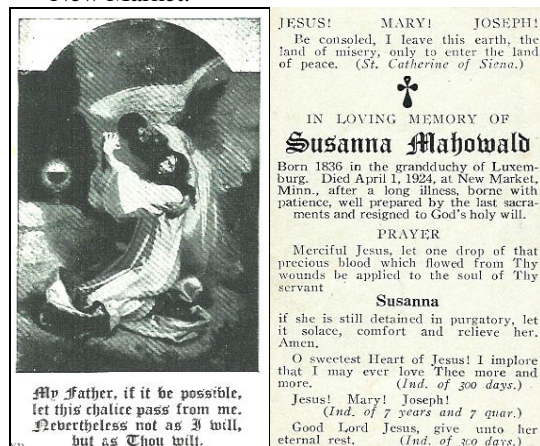 New Market.
My Father, if it be possible,
let this chalice pass from me.
Nevertheless not as I will,
but as Thou will.
JESUS! MARY! JOSEPH!
Be consoled, I leave this earth, the
land of misery, only to enter the land
of peace. (St. Catherine of Siena.)
IN LOVING MEMORY OF
Susanna Mahowald
Born 1836 in the grandduchy of Luxem-
burg. Died April 1, 1924, at New Market,
Minn., after a long illness, borne with
patience, well prepared by the last sacra-
ments and resigned to God's holy will.
PRAYER
Merciful Jesus, let one drop of that
precious blood which flowed from Thy
wounds be applied to the soul of Thy
servant
Susanna
if she is still detained in purgatory, let
it solace, comfort and relieve her.
Amen.
O sweetest Heart of Jesus! I implore
that I may ever love Thee more and
more. (Ind. of 300 days.)
Jesus! Mary! Joseph!
(Ind. of 7 years and 7 quar.)
Good Lord Jesus, give unto her
eternal rest. (Ind. of 300 days.)